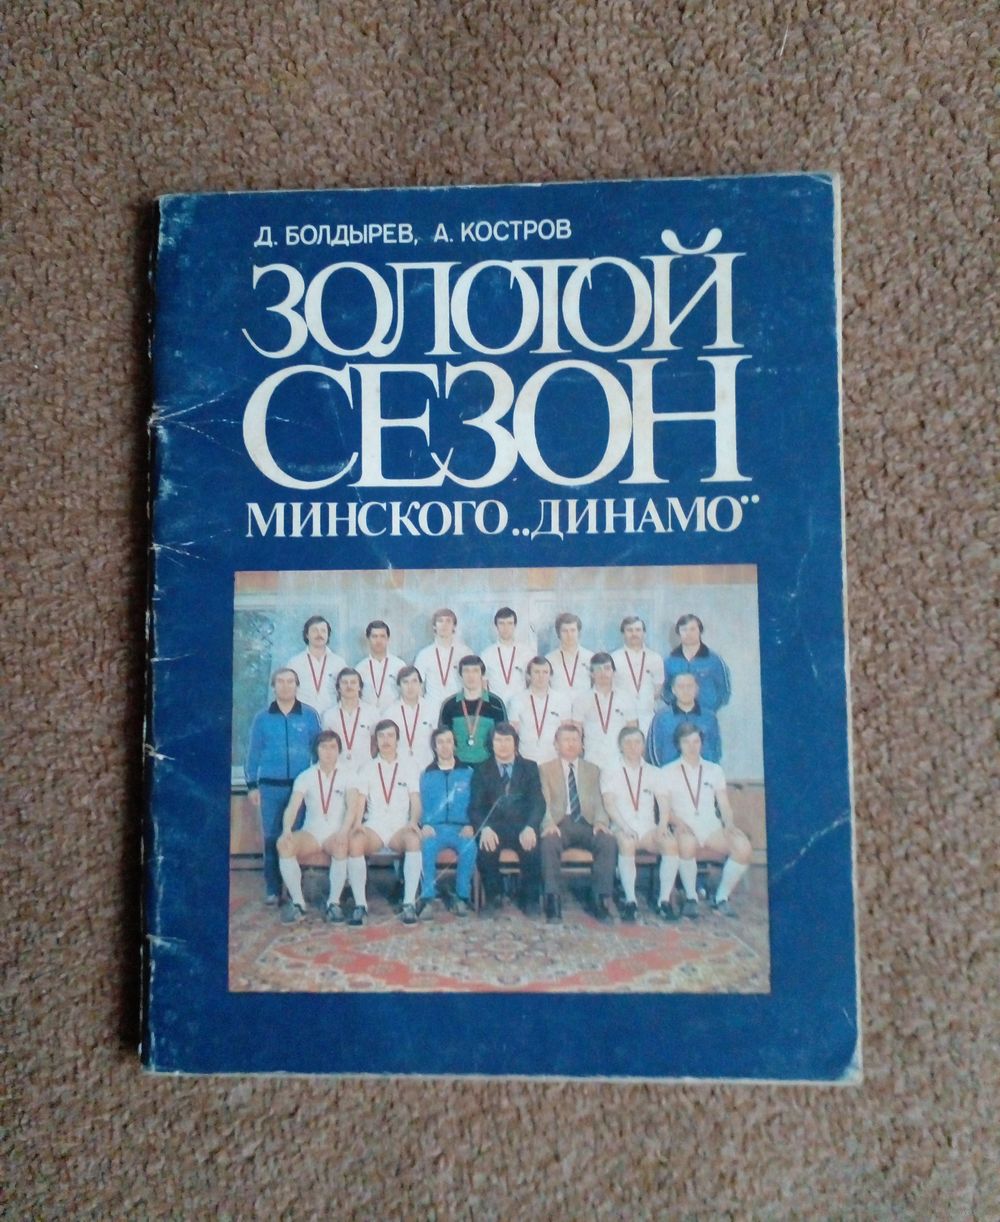 Д. БОЛДЫРЕВ, А. КОСТРОВ
ЗОЛОТОЙ
СЕЗОН
МИНСКОГО „ДИНАМО“